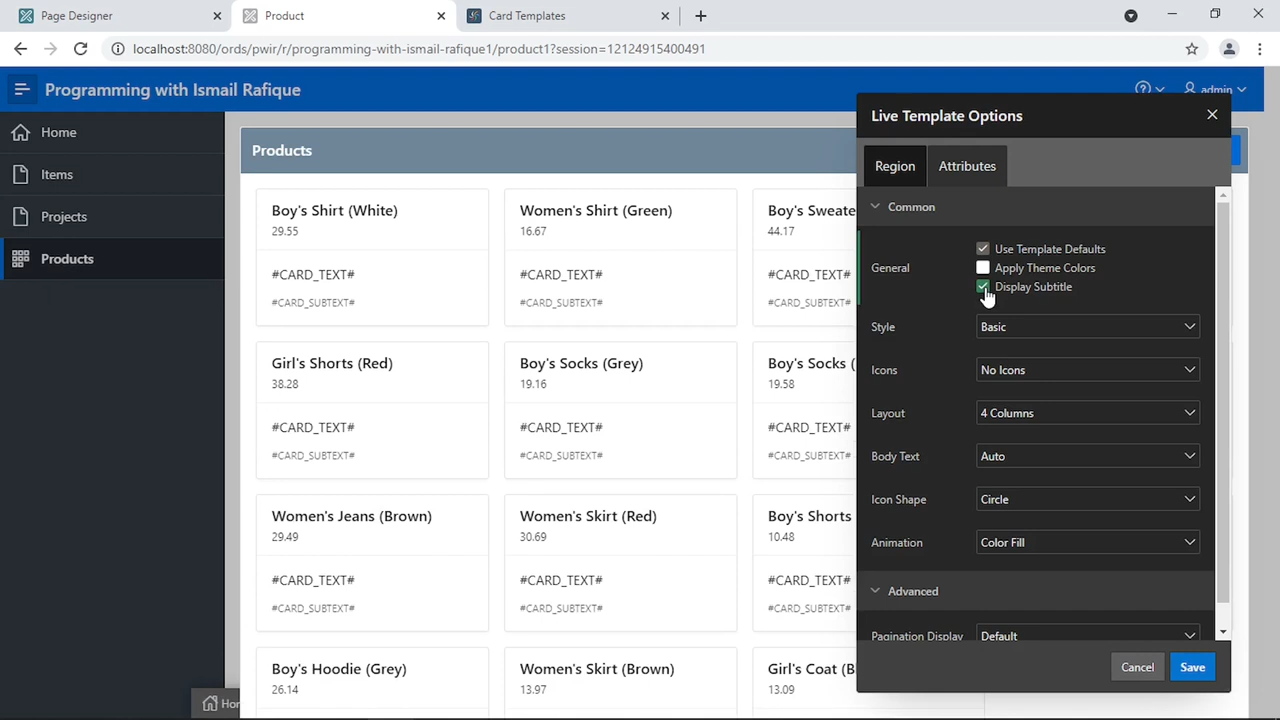 Page Designer
Product
Card Templates
localhost:8080/ords/pwir/r/programming-with-ismail-rafique1/product1?session=12124915400491
Programming with Ismail Rafique
admin
Home
Items
Projects
Products
Products
Boy's Shirt (White)
29.55
#CARD_TEXT#
#CARD_SUBTEXT#
Women's Shirt (Green)
16.67
#CARD_TEXT#
#CARD_SUBTEXT#
Boy's Sweate
44.17
#CARD_TEXT#
#CARD_SUBTEXT#
Girl's Shorts (Red)
38.28
#CARD_TEXT#
#CARD_SUBTEXT#
Boy's Socks (Grey)
19.16
#CARD_TEXT#
#CARD_SUBTEXT#
Boy's Socks (
19.58
#CARD_TEXT#
#CARD_SUBTEXT#
Women's Jeans (Brown)
29.49
#CARD_TEXT#
#CARD_SUBTEXT#
Women's Skirt (Red)
30.69
#CARD_TEXT#
#CARD_SUBTEXT#
Boy's Shorts
10.48
#CARD_TEXT#
#CARD_SUBTEXT#
Boy's Hoodie (Grey)
26.14
Women's Skirt (Brown)
13.97
Girl's Coat (B
13.09
Hor
Live Template Options
Region
Attributes
Common
General
Use Template Defaults
Apply Theme Colors
Display Subtitle
Style
Basic
Icons
No Icons
Layout
4 Columns
Body Text
Auto
Icon Shape
Circle
Animation
Color Fill
Advanced
Pagination Display
Default
Cancel
Save